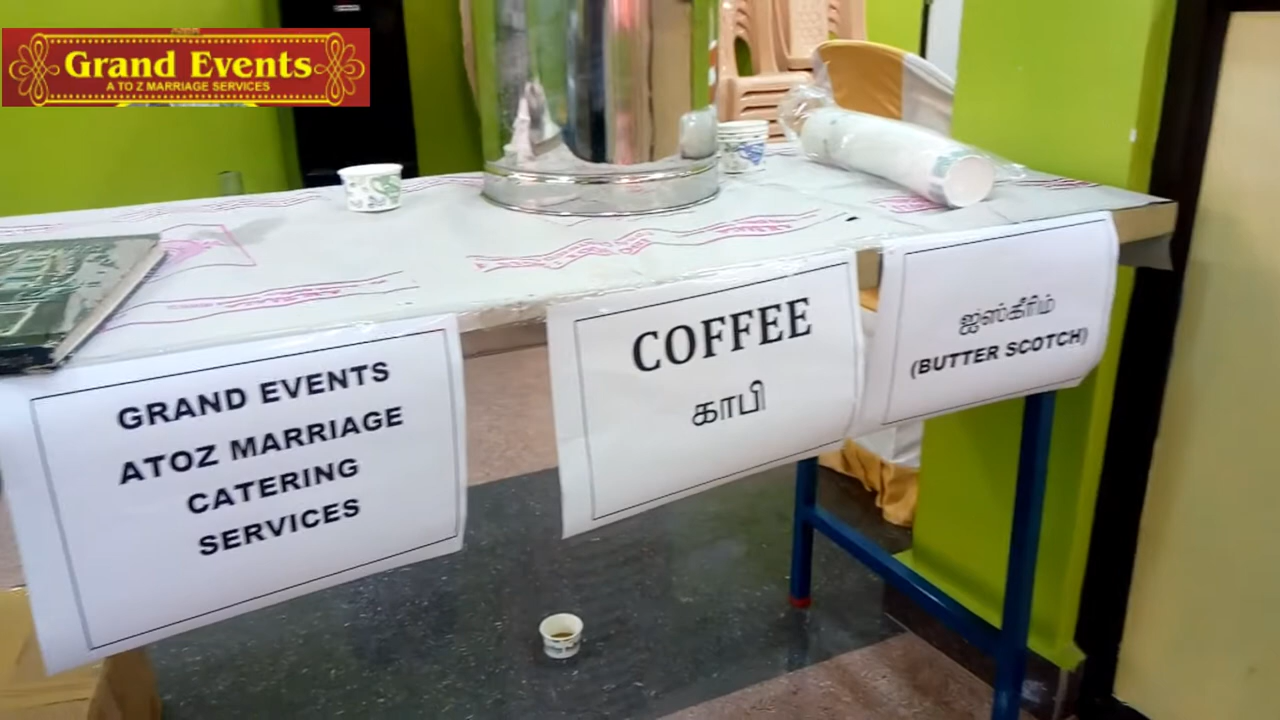 Grand Events
A TO Z MARRIAGE SERVICES
GRAND EVENTS
ATOZ MARRIAGE
CATERING
SERVICES
COFFEE
காபி
ஐஸ்கீரிம்
(BUTTER SCOTCH)